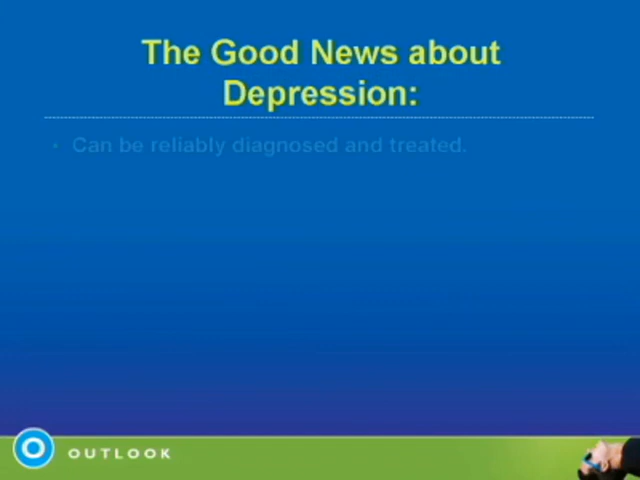 The Good News about
Depression:
• Can be reliably diagnosed and treated.
OUTLOOK